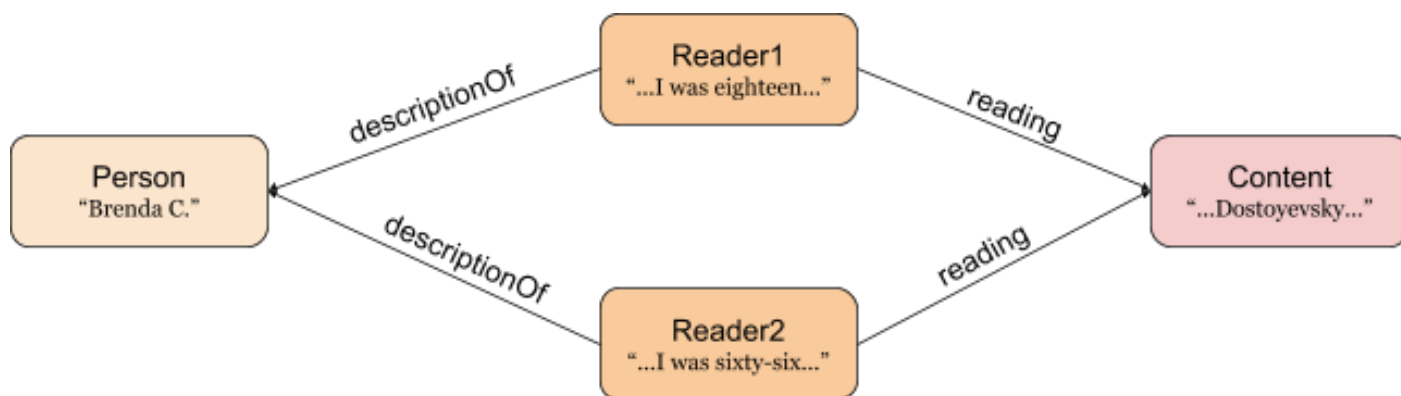 Reader1
“...I was eighteen...”
descriptionOf
reading
Person
“Brenda C.”
Content
“...Dostoyevsky...”
descriptionOf
reading
Reader2
“...I was sixty-six...”